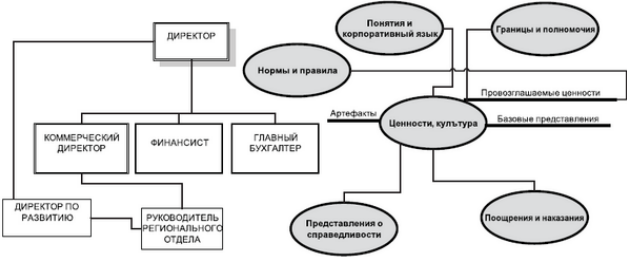 ДИРЕКТОР
КОММЕРЧЕСКИЙ
ДИРЕКТОР
ФИНАНСИСТ
ГЛАВНЫЙ
БУХГАЛТЕР
ДИРЕКТОР ПО
РАЗВИТИЮ
РУКОВОДИТЕЛЬ
РЕГИОНАЛЬНОГО
ОТДЕЛА
Понятия и
корпоративный язык
Границы и полномочия
Нормы и правила
Провозглашаемые ценности
Артефакты
Ценности, культура
Базовые представления
Представления о
справедливости
Поощрения и наказания